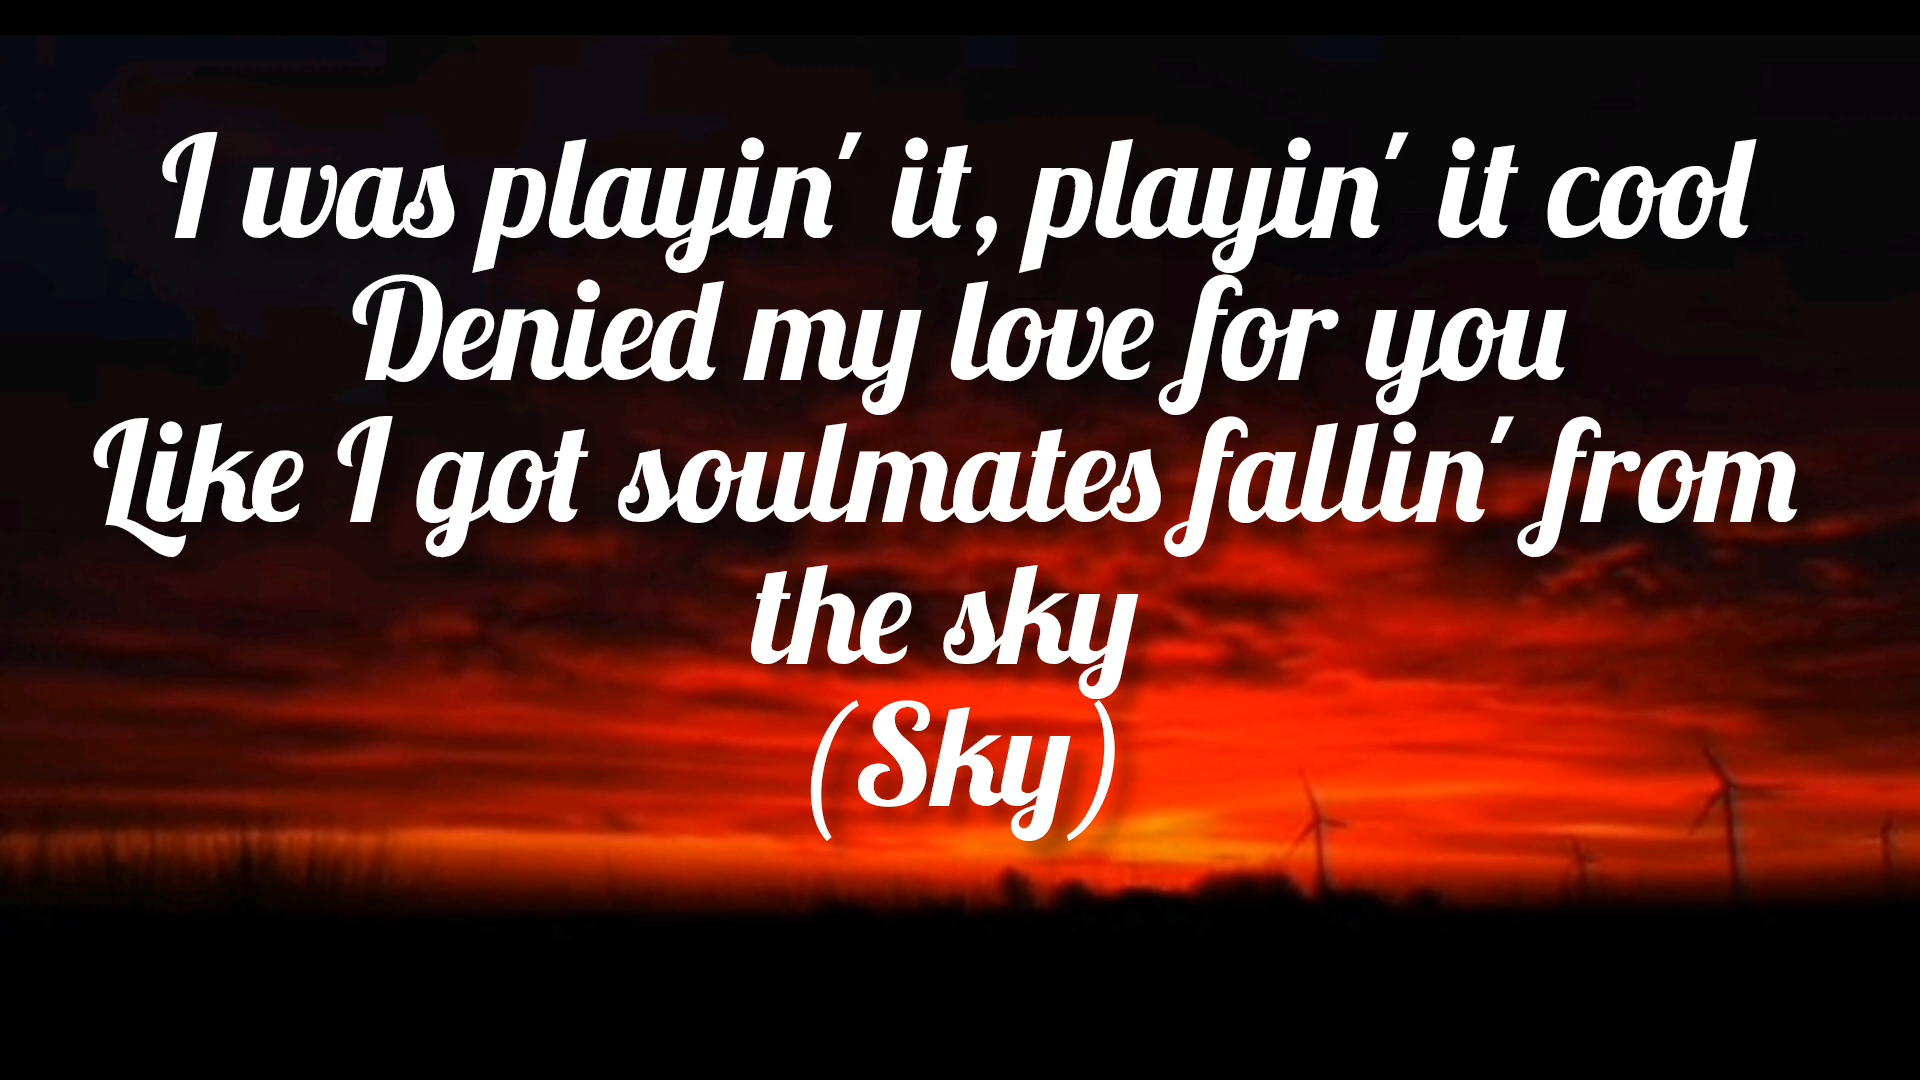 I was playin' it, playin' it cool
Denied my love for you
Like I got soulmates fallin' from
the sky
(Sky)